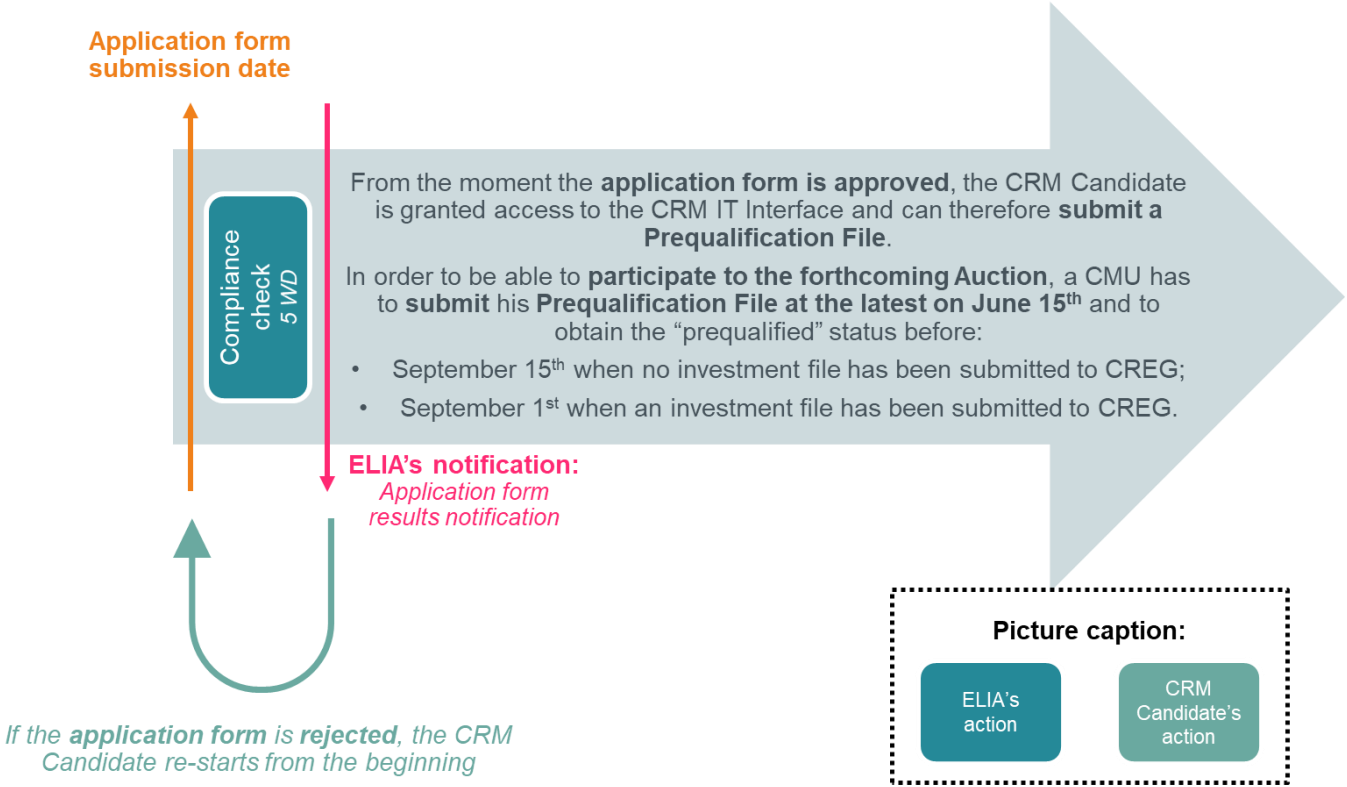 Application form
submission date
Compliance
check
5 WD
From the moment the application form is approved, the CRM Candidate
is granted access to the CRM IT Interface and can therefore submit a
Prequalification File.
In order to be able to participate to the forthcoming Auction, a CMU has
to submit his Prequalification File at the latest on June 15th and to
obtain the “prequalified” status before:
• September 15th when no investment file has been submitted to CREG;
• September 1st when an investment file has been submitted to CREG.
ELIA’s notification:
Application form
results notification
If the application form is rejected, the CRM
Candidate re-starts from the beginning
Picture caption:
ELIA’s
action
CRM
Candidate’s
action